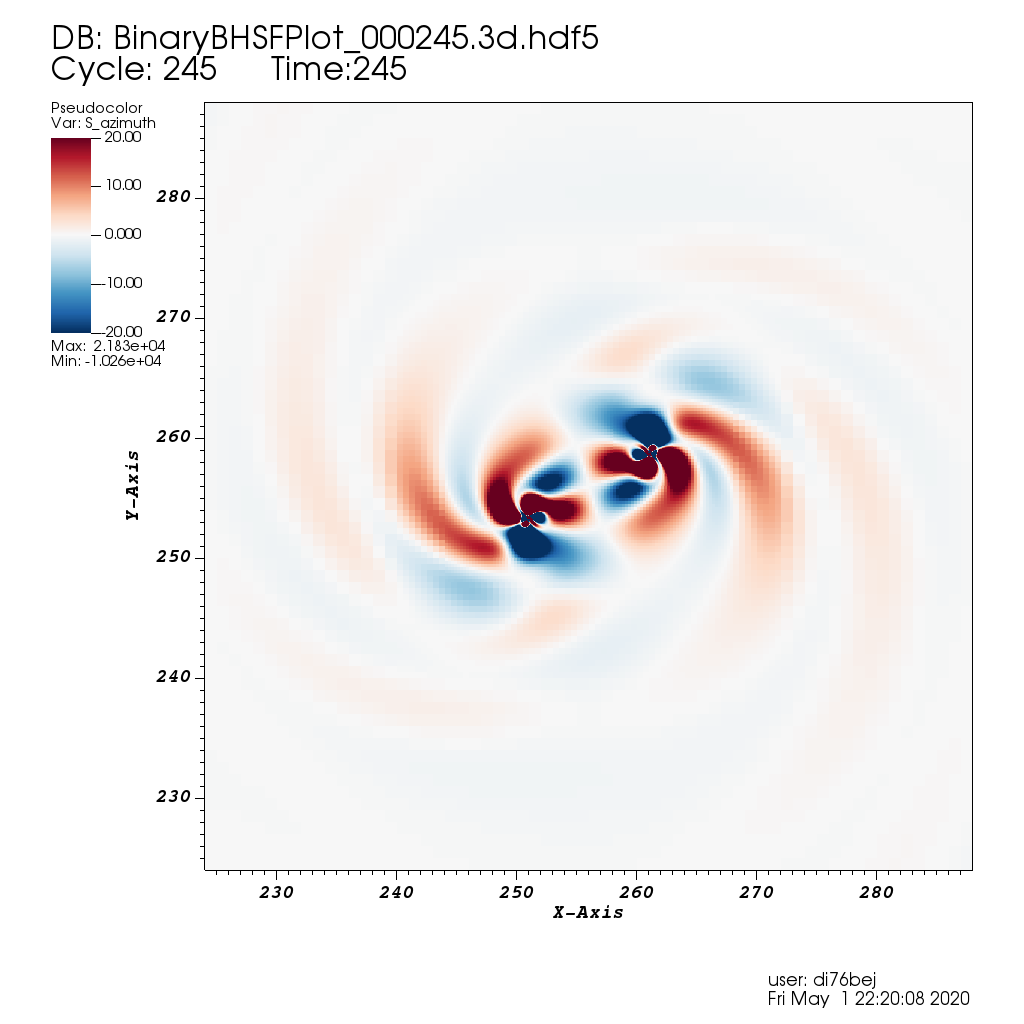 DB: BinaryBHSFPlot_000245.3d.hdf5
Cycle: 245 Time:245
Pseudocolor
Var: S_azimuth
20.00
10.00
0.000
-10.00
-20.00
Max: 2.183e+04
Min: -1.026e+04
280
270
260
250
240
230
Y-Axis
230 240 250 260 270 280
X-Axis
user: di76bej
Fri May 1 22:20:08 2020